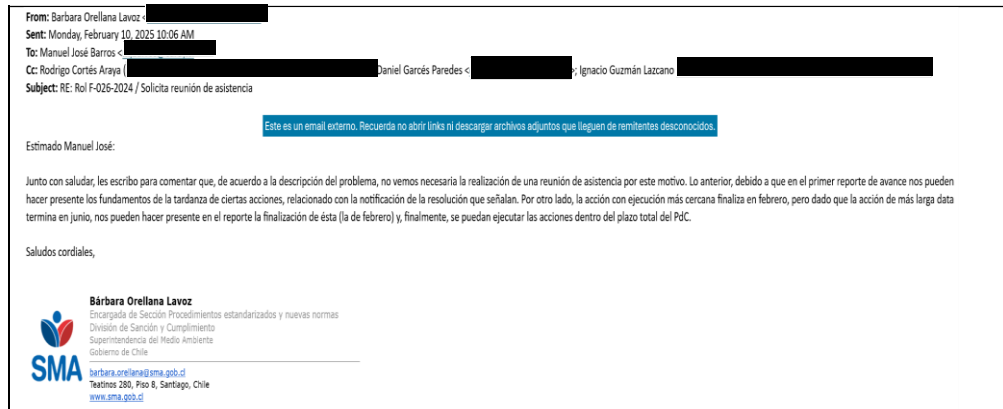 From: Barbara Orellana Lavoz <
Sent: Monday, February 10, 2025 10:06 AM
To: Manuel José Barros <
Cc: Rodrigo Cortés Araya ( Daniel Garcés Paredes < >; Ignacio Guzmán Lazcano
Subject: RE: Rol F-026-2024 / Solicita reunión de asistencia
Este es un email externo. Recuerda no abrir links ni descargar archivos adjuntos que lleguen de remitentes desconocidos.
Estimado Manuel José:
Junto con saludar, les escribo para comentar que, de acuerdo a la descripción del problema, no vemos necesaria la realización de una reunión de asistencia por este motivo. Lo anterior, debido a que en el primer reporte de avance nos pueden
hacer presente los fundamentos de la tardanza de ciertas acciones, relacionado con la notificación de la resolución que señalan. Por otro lado, la acción con ejecución más cercana finaliza en febrero, pero dado que la acción de más larga data
termina en junio, nos pueden hacer presente en el reporte la finalización de ésta (la de febrero) y, finalmente, se puedan ejecutar las acciones dentro del plazo total del PdC.
Saludos cordiales,
Bárbara Orellana Lavoz
Encargada de Sección Procedimientos estandarizados y nuevas normas
División de Sanción y Cumplimiento
Superintendencia del Medio Ambiente
Gobierno de Chile
SMA
barbara.orellana@sma.gob.cl
Teatinos 280, Piso 8, Santiago, Chile
www.sma.gob.cl